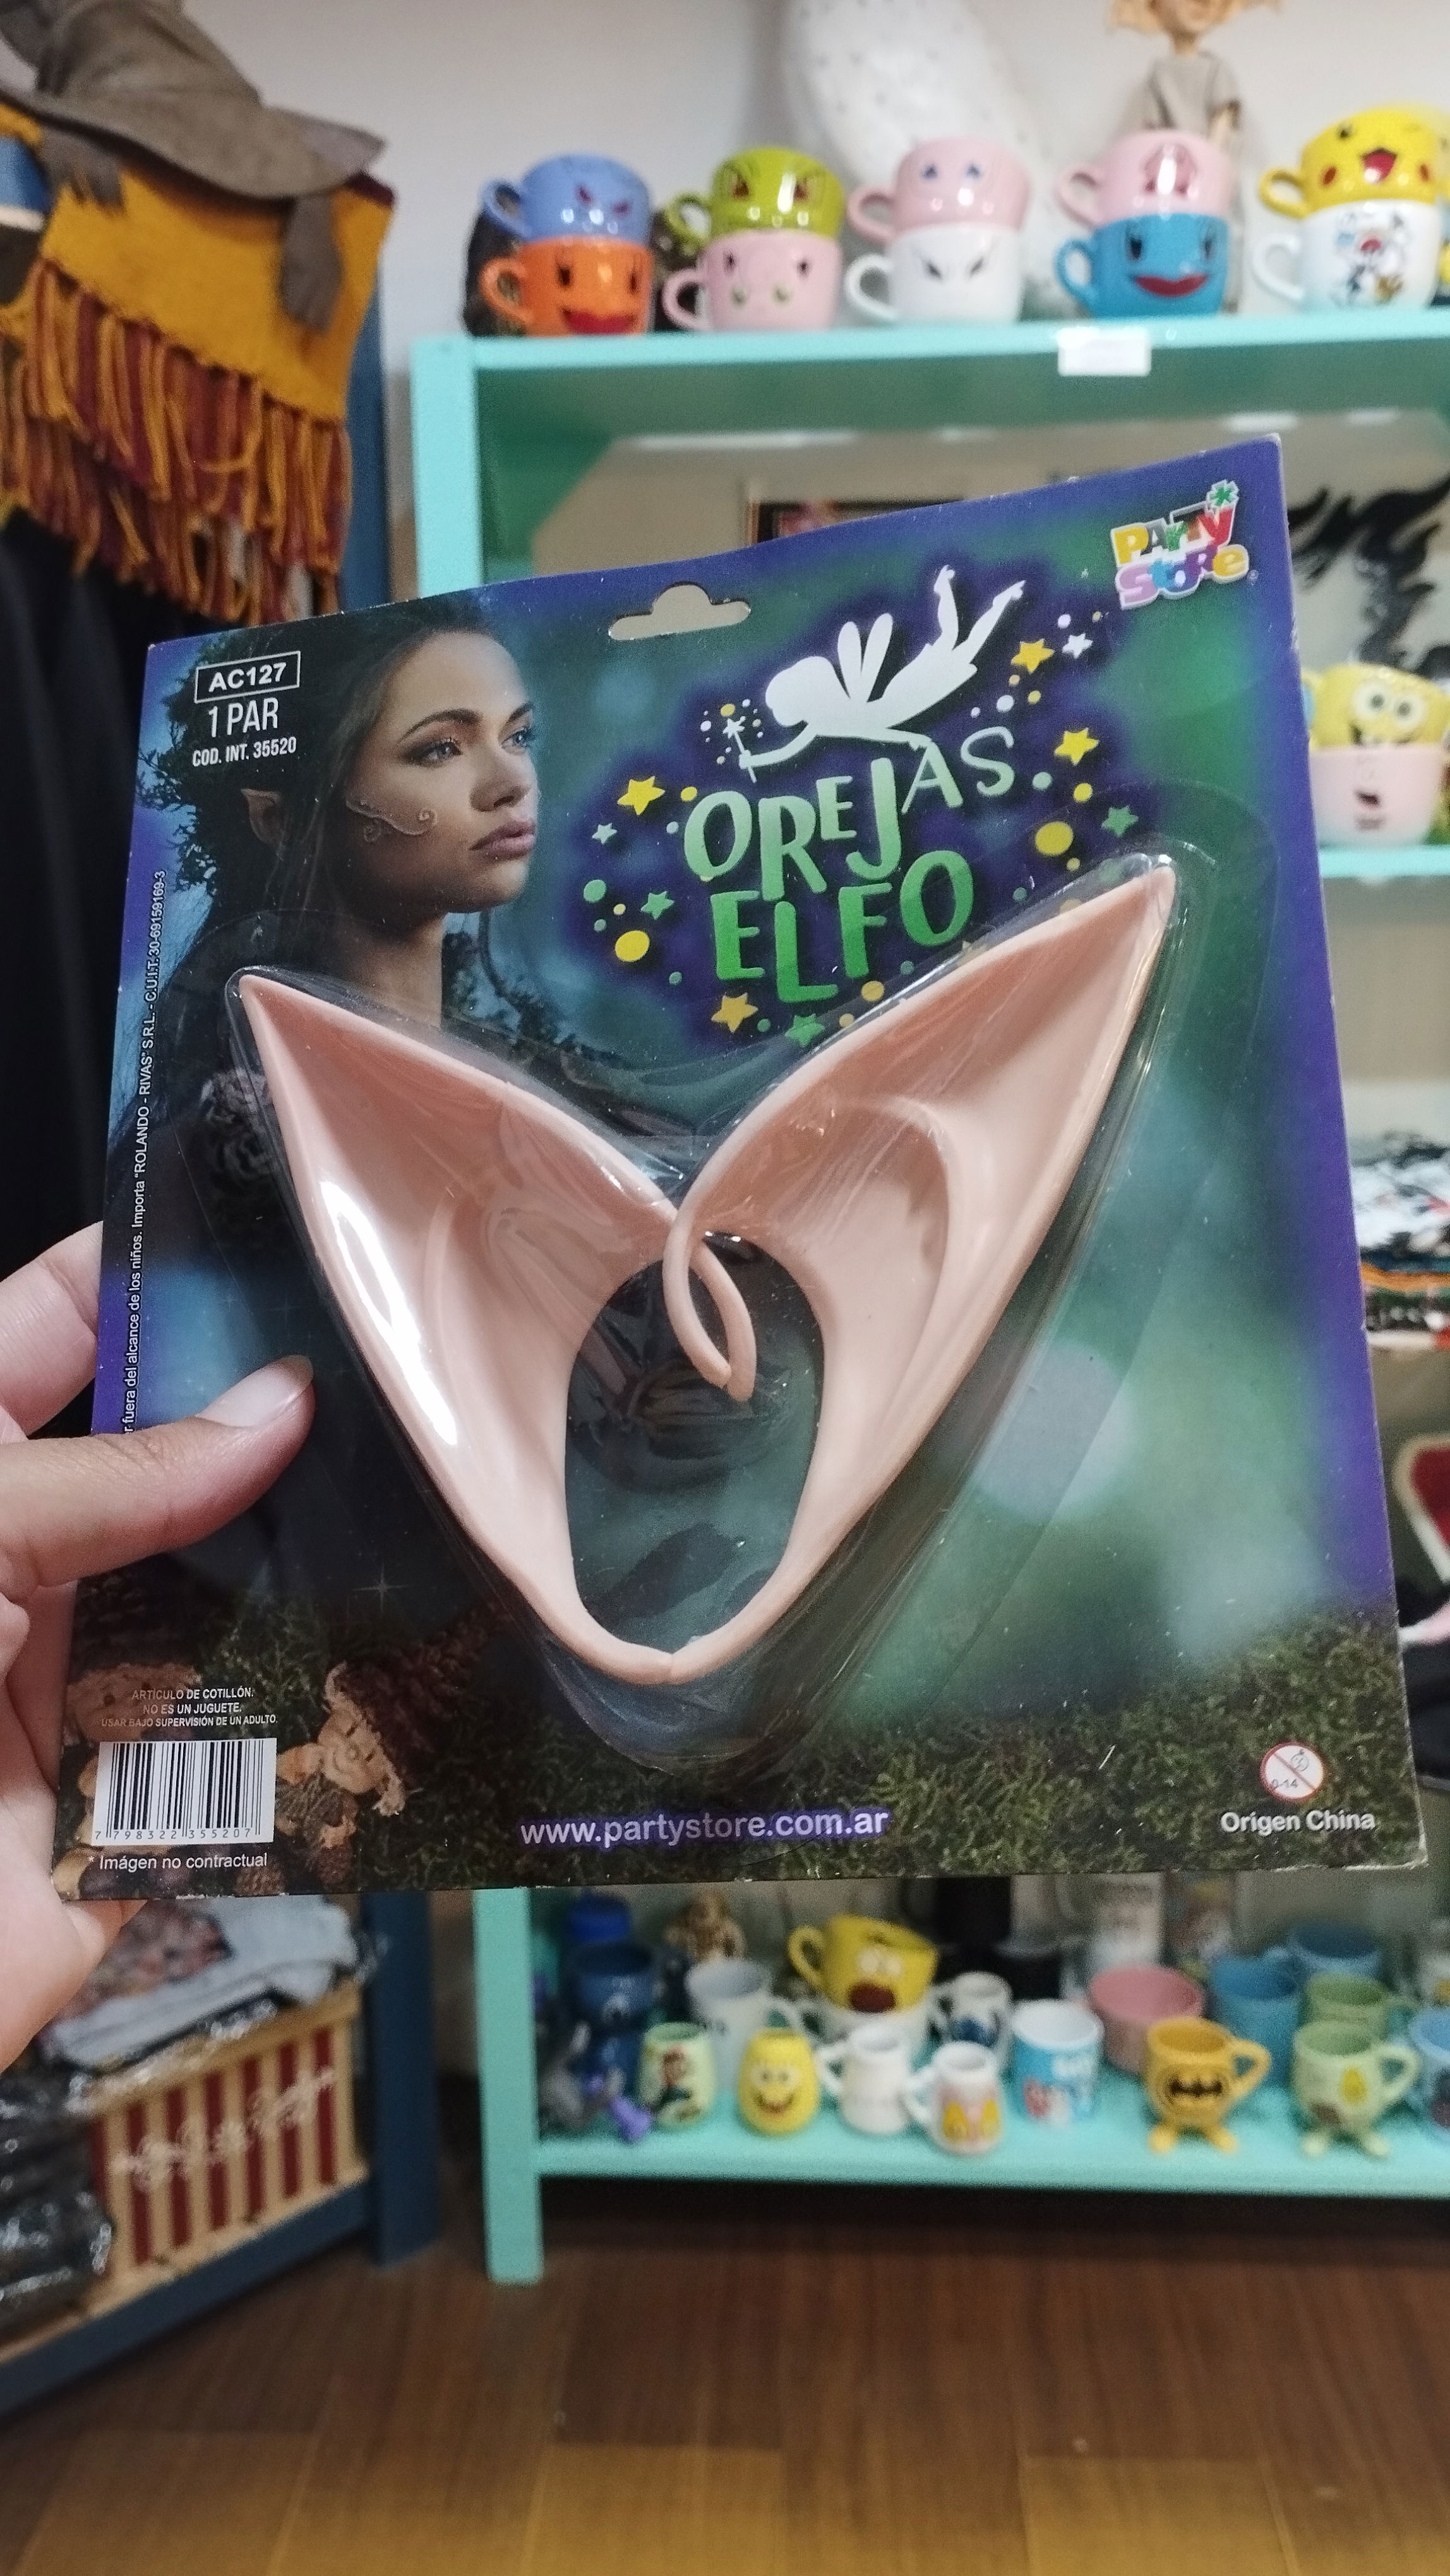 PARTY
STORE
AC127
1 PAR
COD. INT. 35520
OREJAS
ELFO
r fuera del alcance de los niños. Importa "ROLANDO - RIVAS" S.R.L. - C.U.I.T. 30-69159169-3
ARTÍCULO DE COTILLÓN.
NO ES UN JUGUETE.
USAR BAJO SUPERVISIÓN DE UN ADULTO.
7 798322 355207
* Imágen no contractual
www.partystore.com.ar
0-14
Origen China